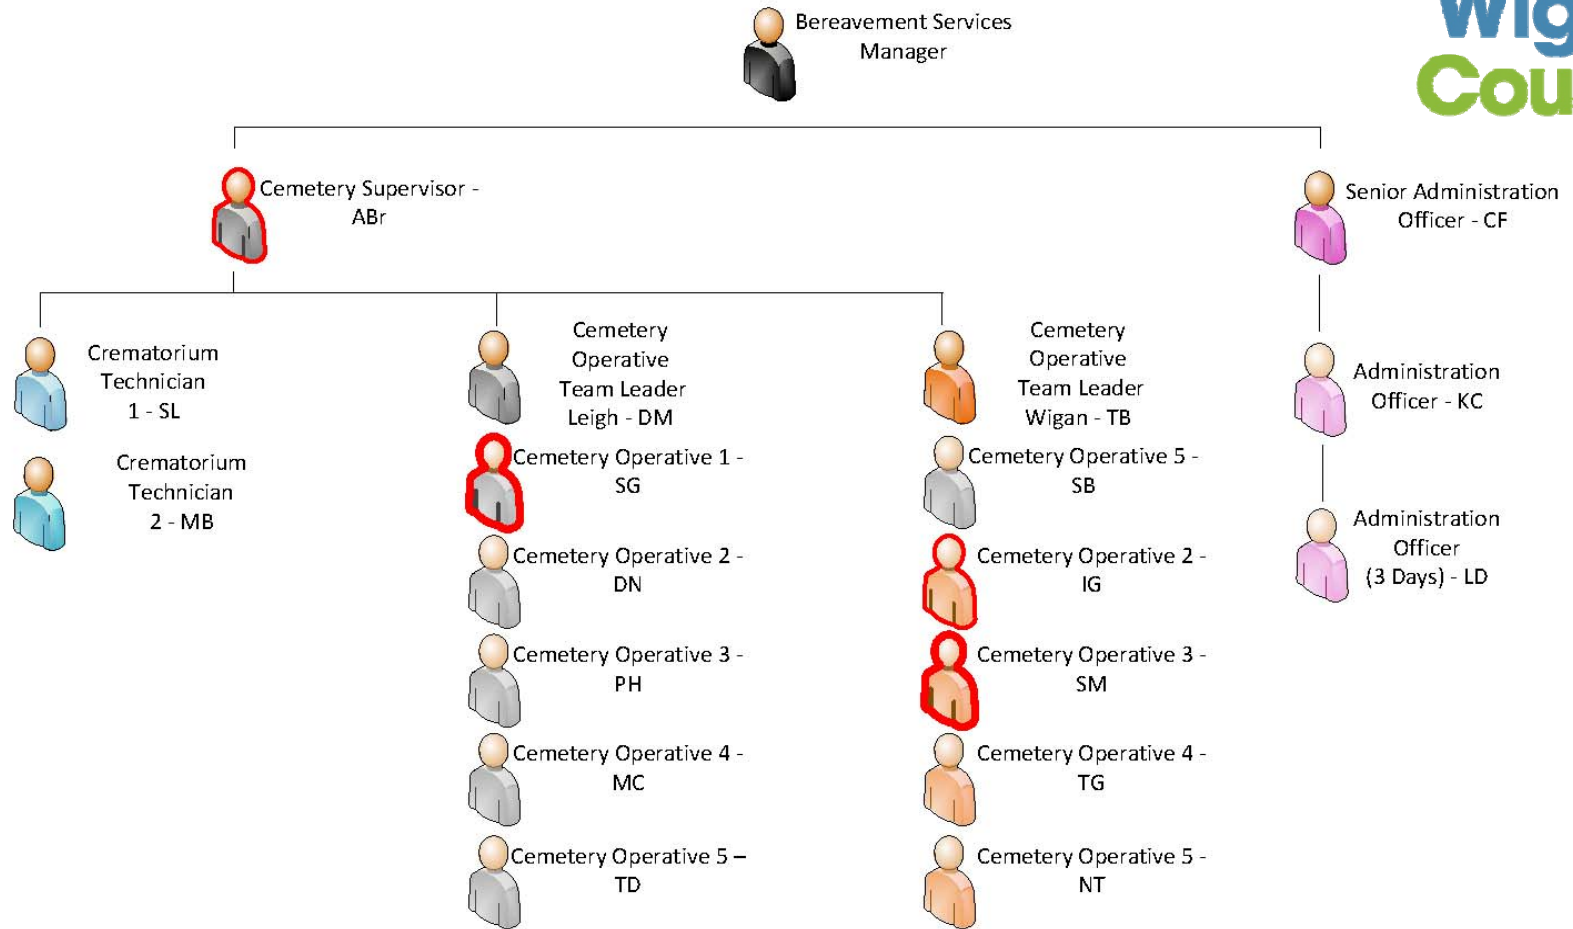 Bereavement Services
Manager
Wig
Cou
Cemetery Supervisor -
ABr
Senior Administration
Officer - CF
Crematorium
Technician
1 - SL
Crematorium
Technician
2 - MB
Cemetery
Operative
Team Leader
Leigh - DM
Cemetery Operative 1 -
SG
Cemetery Operative 2 -
DN
Cemetery Operative 3 -
PH
Cemetery Operative 4 -
MC
Cemetery Operative 5 –
TD
Cemetery
Operative
Team Leader
Wigan - TB
Cemetery Operative 5 -
SB
Cemetery Operative 2 -
IG
Cemetery Operative 3 -
SM
Cemetery Operative 4 -
TG
Cemetery Operative 5 -
NT
Administration
Officer - KC
Administration
Officer
(3 Days) - LD